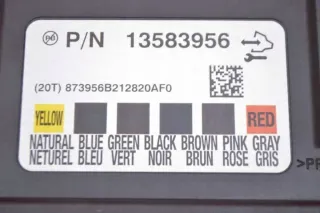 P/N 13583956
(20T) 873956B212820AF0
YELLOW RED
NATURAL BLUE GREEN BLACK BROWN PINK GRAY
NETUREL BLEU VERT NOIR BRUN ROSE GRIS